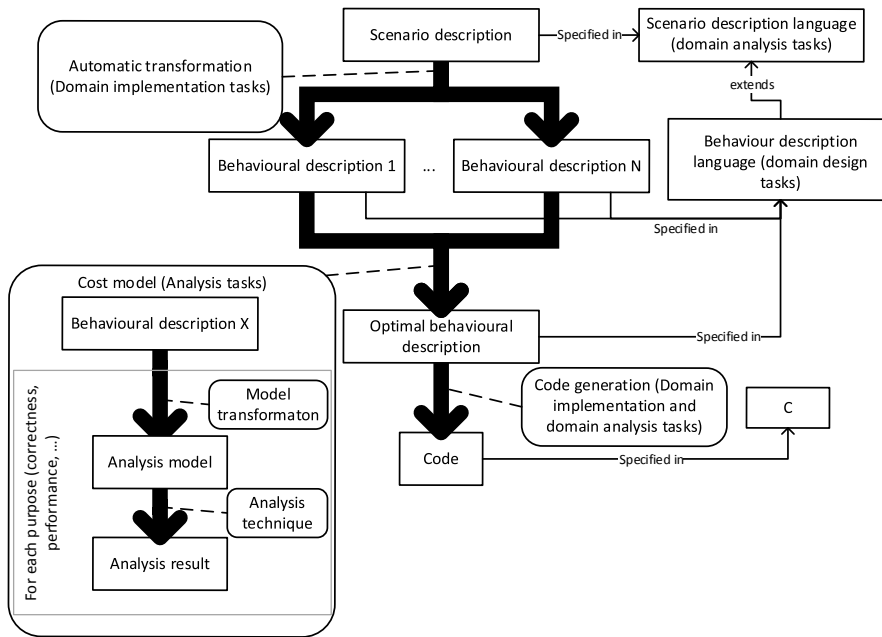 Scenario description
Specified in
Scenario description language
(domain analysis tasks)
Automatic transformation
(Domain implementation tasks)
extends
Behavioural description 1
...
Behavioural description N
Behaviour description
language (domain design
tasks)
Specified in
Cost model (Analysis tasks)
Behavioural description X
Optimal behavioural
description
Specified in
Model
transformaton
Code generation (Domain
implementation and
domain analysis tasks)
C
Analysis model
Code
Specified in
Analysis
technique
Analysis result
For each purpose (correctness,
performance, ...)